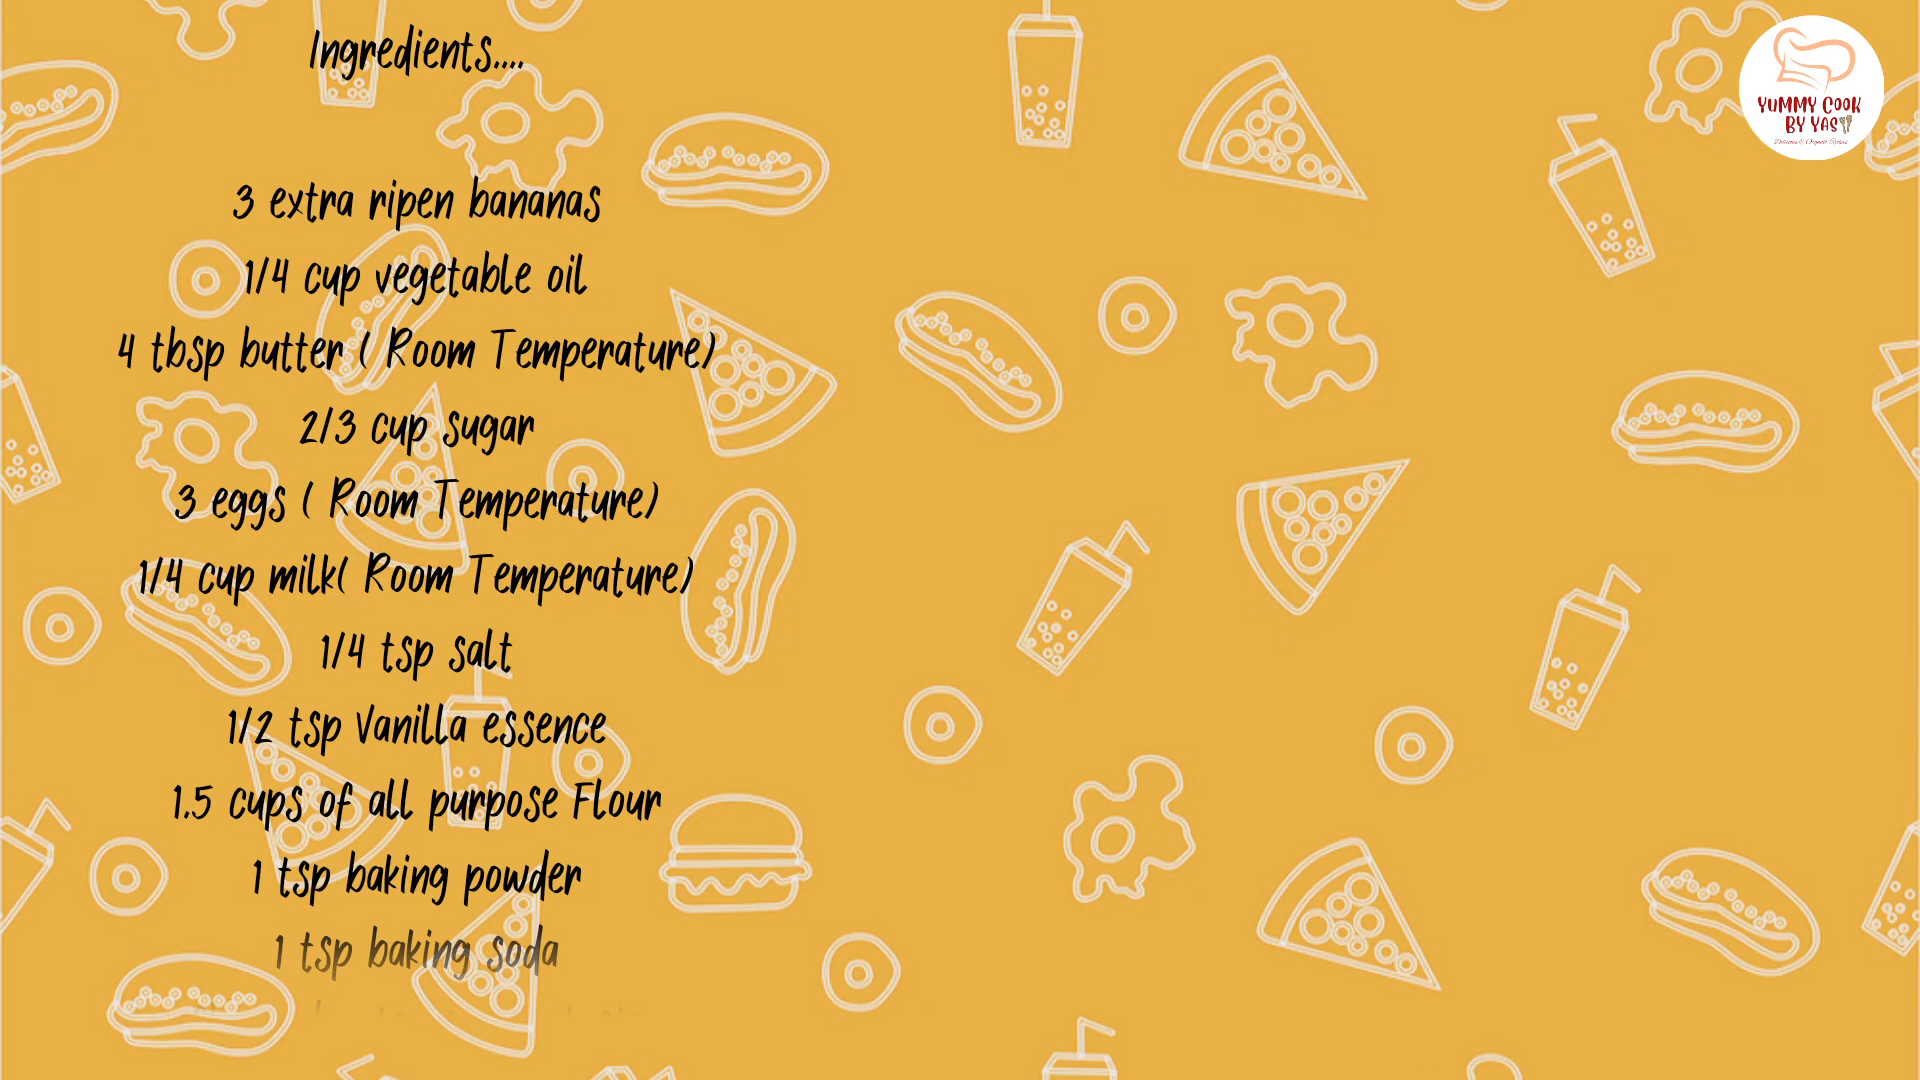 Ingredients....
YUMMY COOK
BY YAS
Delicious & Organic Recipes
3 extra ripen bananas
1/4 cup vegetable oil
4 tbsp butter ( Room Temperature)
2/3 cup sugar
3 eggs ( Room Temperature)
1/4 cup milk( Room Temperature)
1/4 tsp salt
1/2 tsp Vanilla essence
1.5 cups of all purpose Flour
1 tsp baking powder
1 tsp baking soda